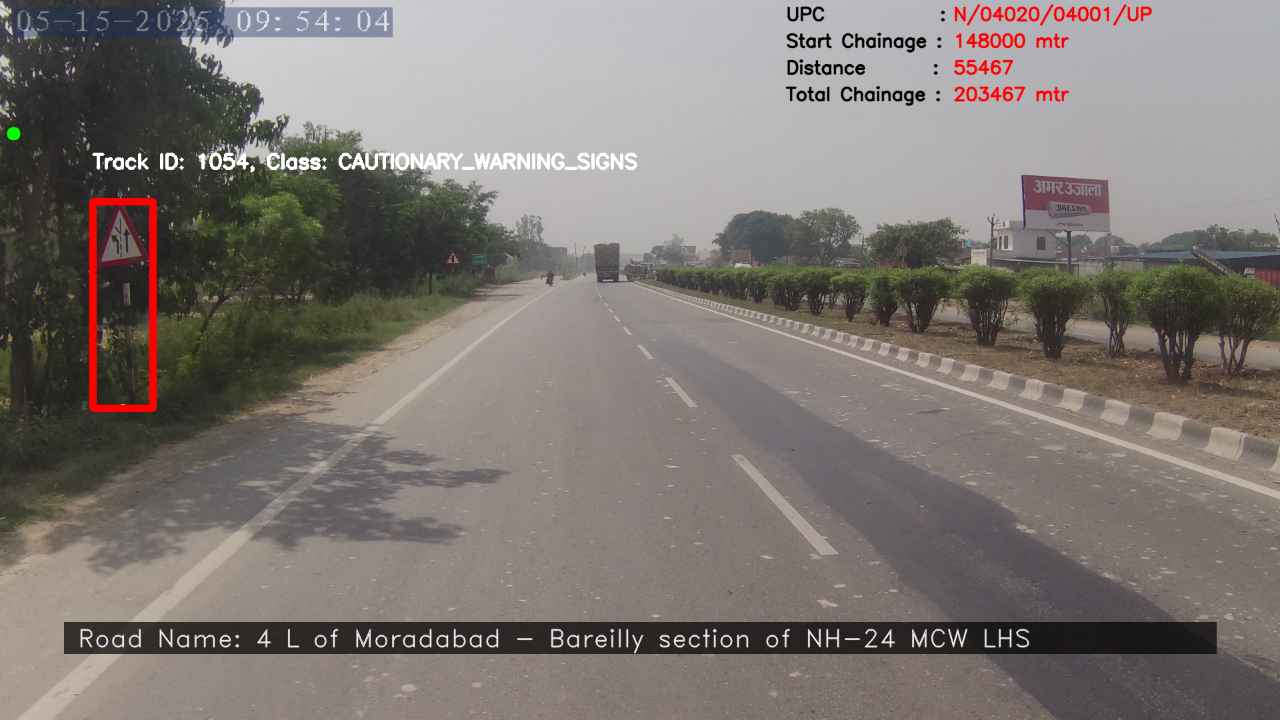 05-15-2025 09:54:04
UPC : N/04020/04001/UP
Start Chainage : 148000 mtr
Distance : 55467
Total Chainage : 203467 mtr
Track ID: 1054, Class: CAUTIONARY_WARNING_SIGNS
अमर उजाला
Road Name: 4 L of Moradabad - Bareilly section of NH-24 MCW LHS